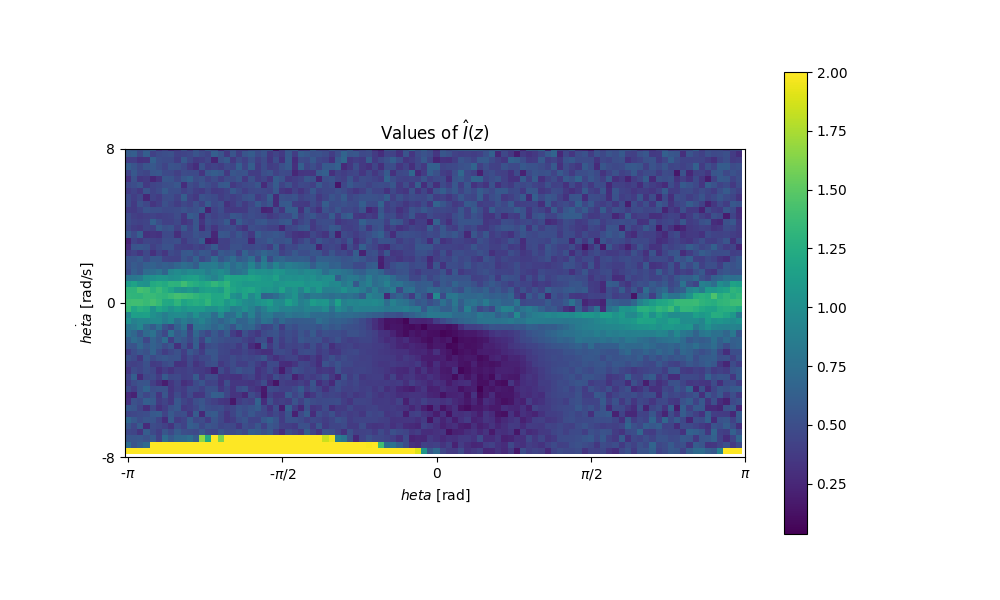 Values of Î(z)
8
0
-8
ḣeta [rad/s]
-π
-π/2
0
π/2
π
heta [rad]
2.00
1.75
1.50
1.25
1.00
0.75
0.50
0.25